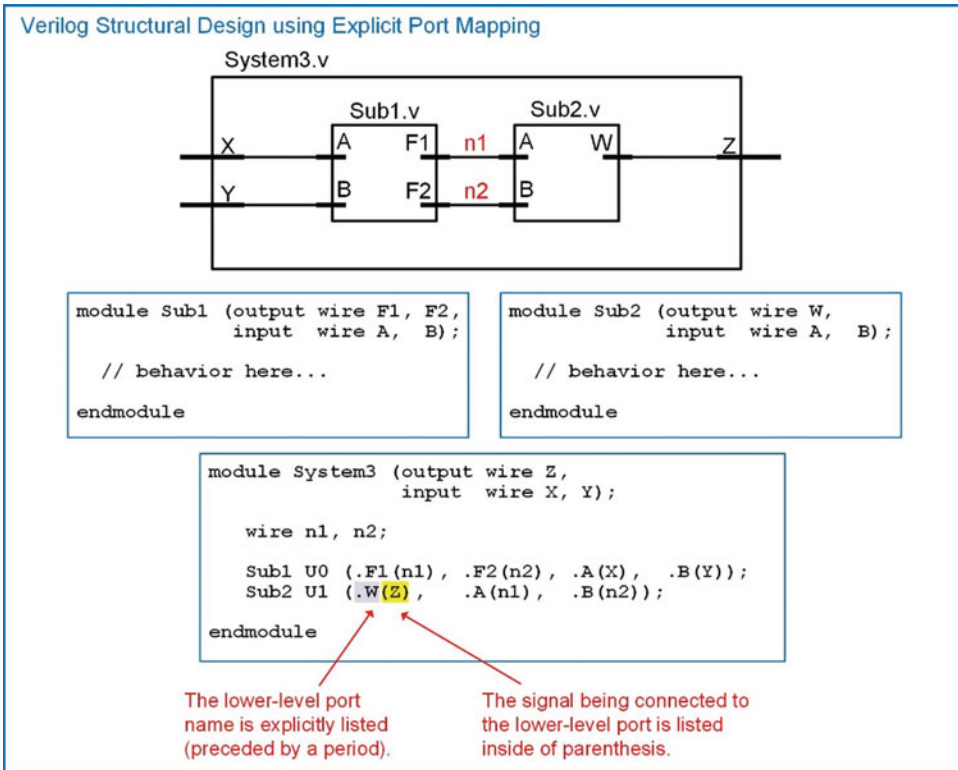 Verilog Structural Design using Explicit Port Mapping
System3.v
Sub1.v
Sub2.v
X
A
F1
n1
A
W
Z
Y
B
F2
n2
B
module Sub1 (output wire F1, F2,
input wire A, B);
// behavior here...
endmodule
module Sub2 (output wire W,
input wire A, B);
// behavior here...
endmodule
module System3 (output wire Z,
input wire X, Y);
wire n1, n2;
Sub1 U0 (.F1(n1), .F2(n2), .A(X), .B(Y));
Sub2 U1 (.W(Z), .A(n1), .B(n2));
endmodule
The lower-level port
name is explicitly listed
(preceded by a period).
The signal being connected to
the lower-level port is listed
inside of parenthesis.